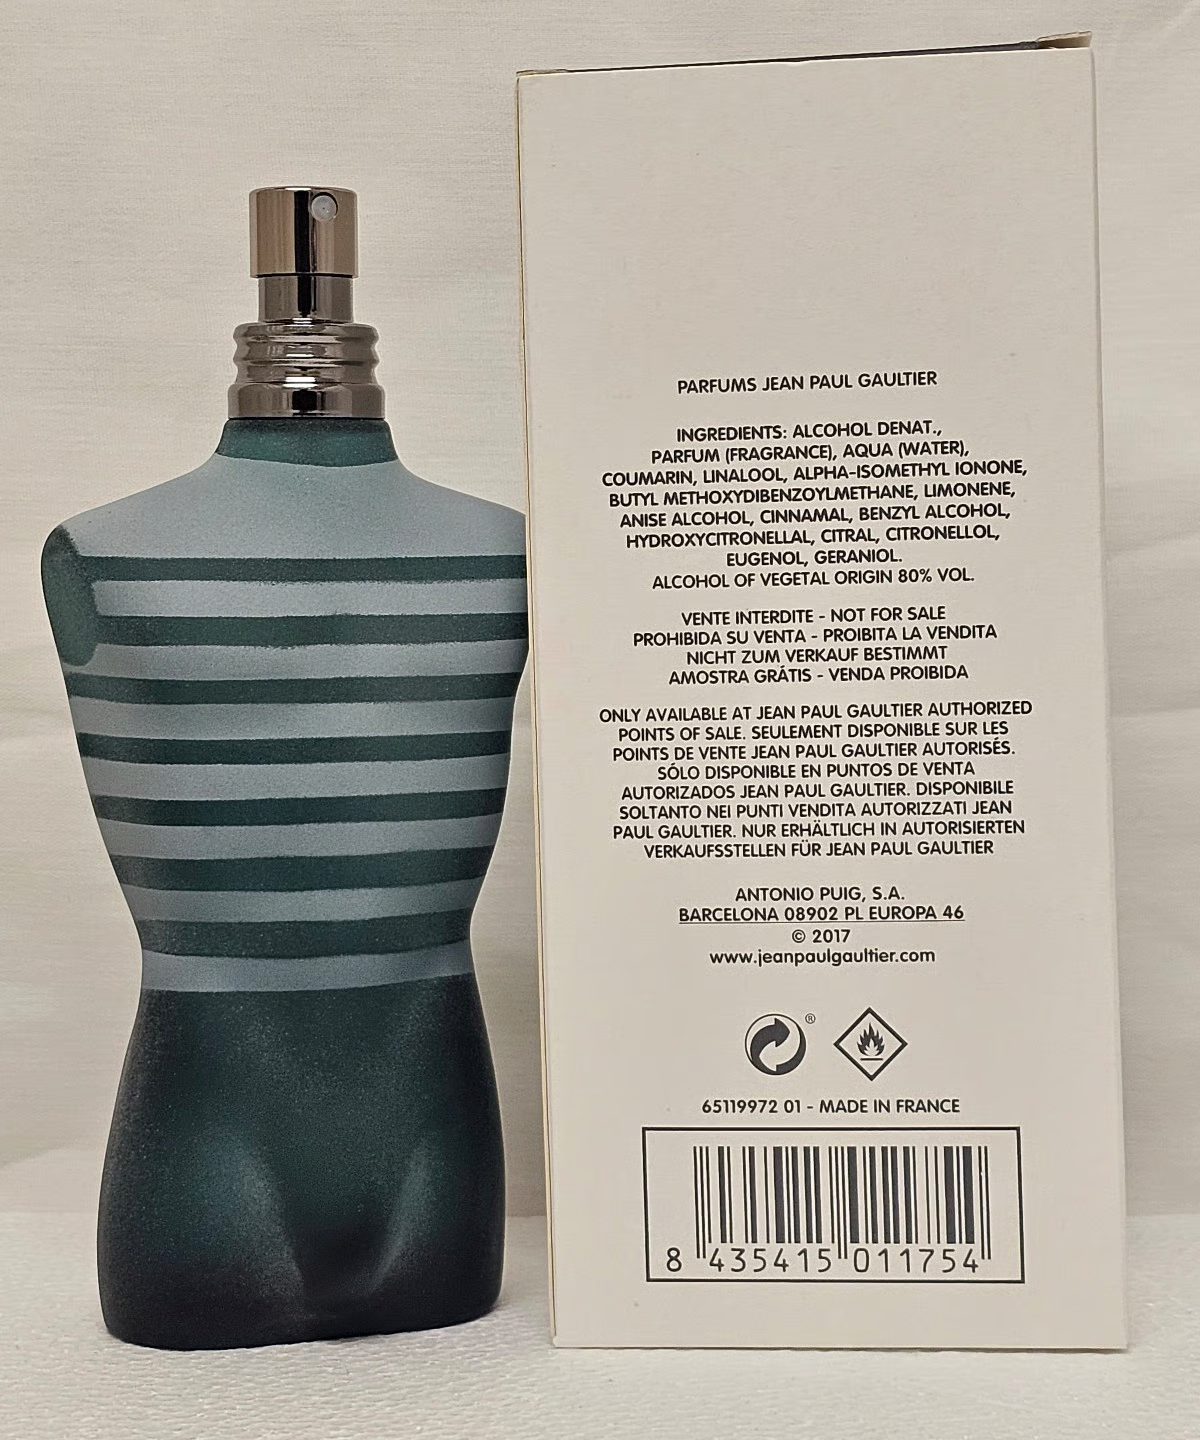 PARFUMS JEAN PAUL GAULTIER
INGREDIENTS: ALCOHOL DENAT.,
PARFUM (FRAGRANCE), AQUA (WATER),
COUMARIN, LINALOOL, ALPHA-ISOMETHYL IONONE,
BUTYL METHOXYDIBENZOYLMETHANE, LIMONENE,
ANISE ALCOHOL, CINNAMAL, BENZYL ALCOHOL,
HYDROXYCITRONELLAL, CITRAL, CITRONELLOL,
EUGENOL, GERANIOL.
ALCOHOL OF VEGETAL ORIGIN 80% VOL.
VENTE INTERDITE - NOT FOR SALE
PROHIBIDA SU VENTA - PROIBITA LA VENDITA
NICHT ZUM VERKAUF BESTIMMT
AMOSTRA GRÁTIS - VENDA PROIBIDA
ONLY AVAILABLE AT JEAN PAUL GAULTIER AUTHORIZED
POINTS OF SALE. SEULEMENT DISPONIBLE SUR LES
POINTS DE VENTE JEAN PAUL GAULTIER AUTORISÉS.
SÓLO DISPONIBLE EN PUNTOS DE VENTA
AUTORIZADOS JEAN PAUL GAULTIER. DISPONIBILE
SOLTANTO NEI PUNTI VENDITA AUTORIZZATI JEAN
PAUL GAULTIER. NUR ERHÄLTLICH IN AUTORISIERTEN
VERKAUFSSTELLEN FÜR JEAN PAUL GAULTIER
ANTONIO PUIG, S.A.
BARCELONA 08902 PL EUROPA 46
© 2017
www.jeanpaulgaultier.com
®
65119972 01 - MADE IN FRANCE
8 435415 011754